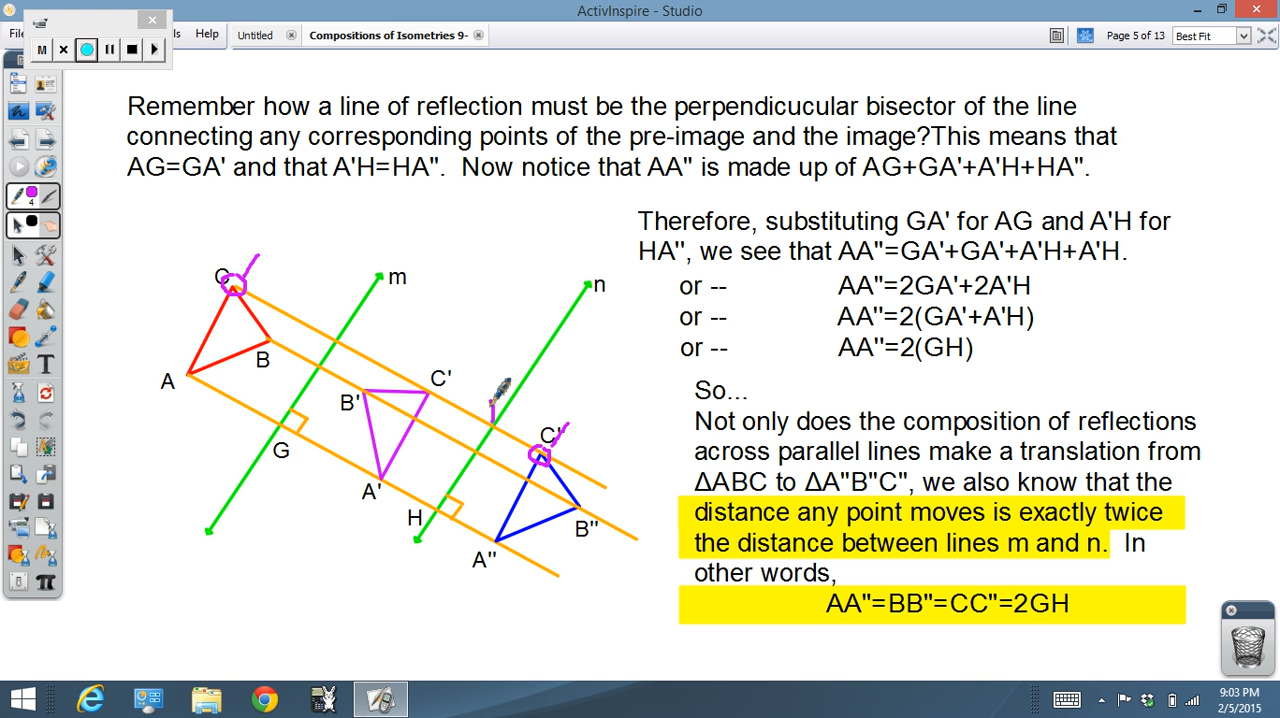 ActivInspire - Studio
File
ls
Help
Untitled
Compositions of Isometries 9-
Page 5 of 13
Best Fit
M
4
T
Remember how a line of reflection must be the perpendicucular bisector of the line
connecting any corresponding points of the pre-image and the image?This means that
AG=GA' and that A'H=HA". Now notice that AA" is made up of AG+GA'+A'H+HA".
Therefore, substituting GA' for AG and A'H for
HA", we see that AA"=GA'+GA'+A'H+A'H.
or -- AA"=2GA'+2A'H
or -- AA"=2(GA'+A'H)
or -- AA"=2(GH)
So...
Not only does the composition of reflections
across parallel lines make a translation from
ΔABC to ΔA"B"C", we also know that the
distance any point moves is exactly twice
the distance between lines m and n. In
other words,
AA"=BB"=CC"=2GH
C
m
n
B
A
C'
B'
C"
G
A'
H
B"
A"
9:03 PM
2/5/2015